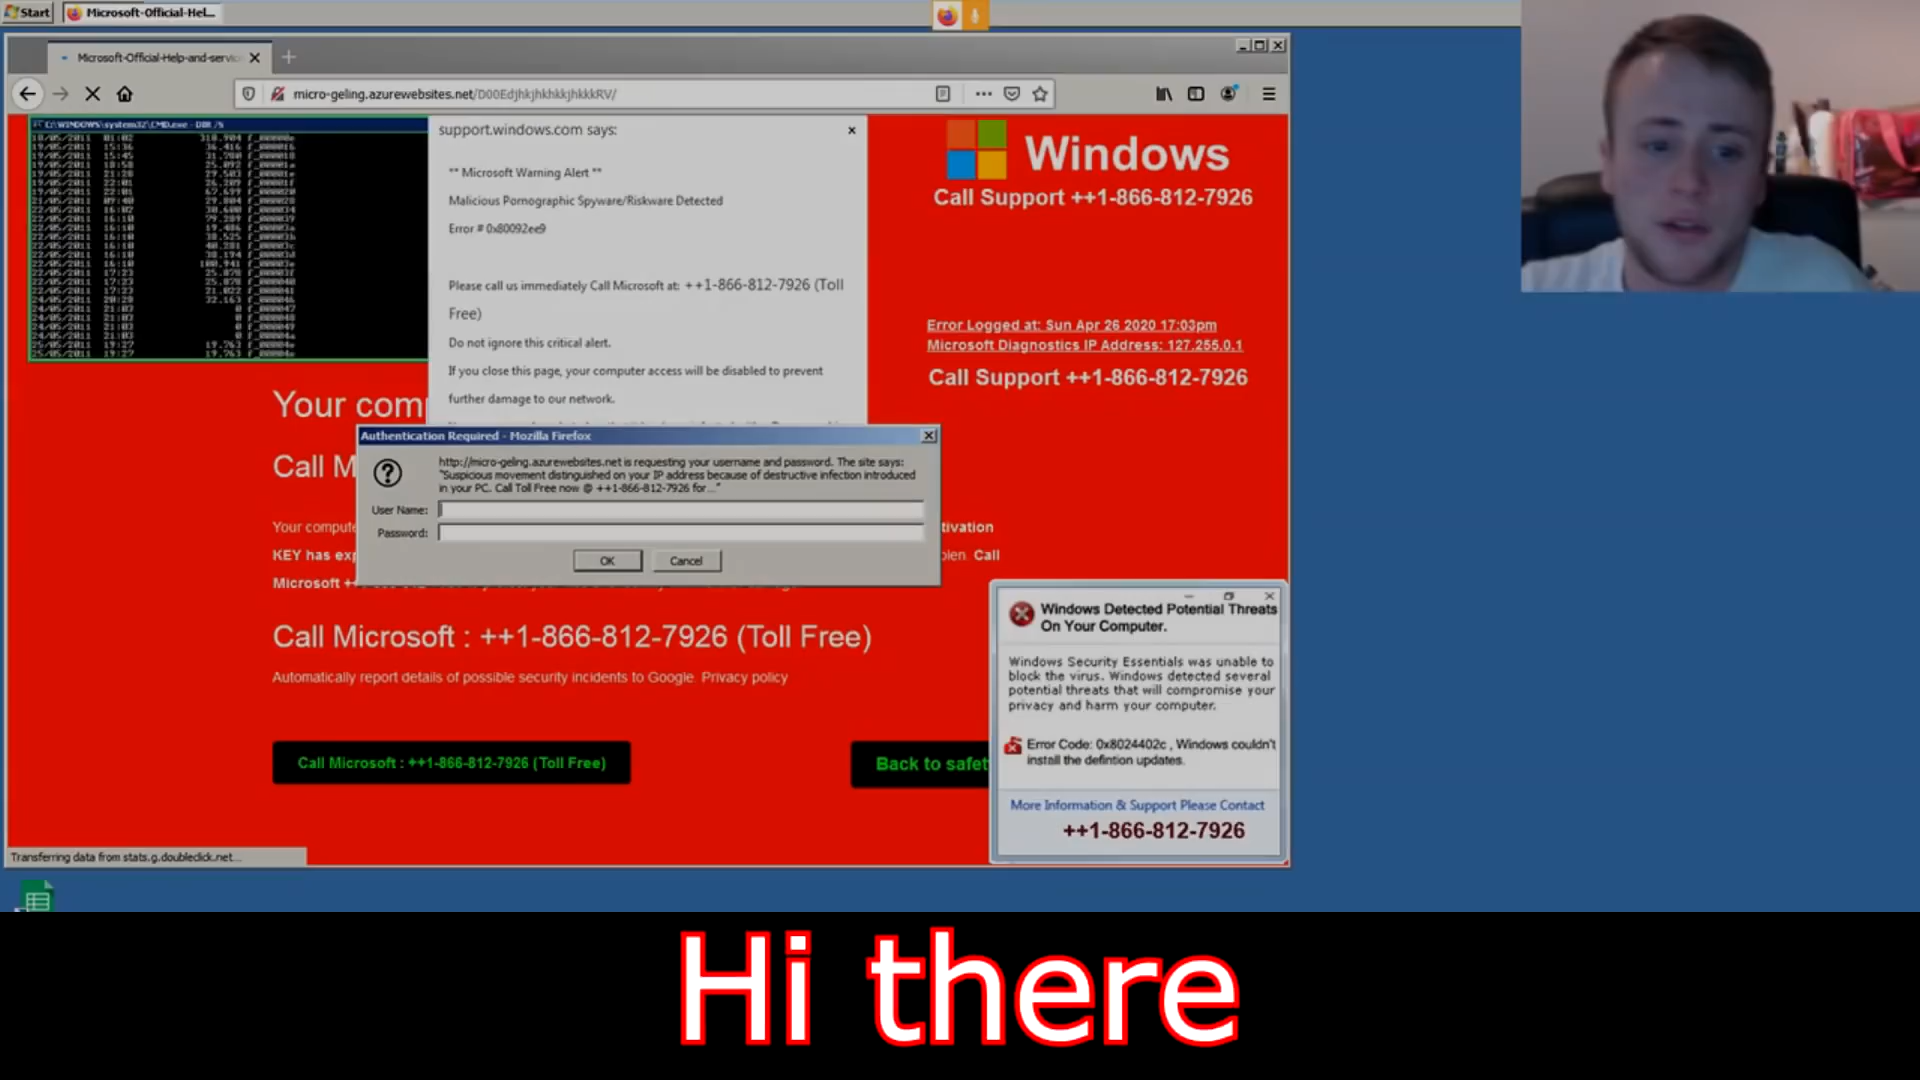 Start
Microsoft-Official-Hel...
Microsoft-Official-Help-and-servic
micro-geling.azurewebsites.net/D00EdjhkjhkhkkjhkkkRV/
C:\WINDOWS\system32\CMD.exe - DBR /S
support.windows.com says:
** Microsoft Warning Alert **
Malicious Pornographic Spyware/Riskware Detected
Error # 0x80092ee9
Please call us immediately Call Microsoft at: ++1-866-812-7926 (Toll
Free)
Do not ignore this critical alert.
If you close this page, your computer access will be disabled to prevent
further damage to our network.
Windows
Call Support ++1-866-812-7926
Error Logged at: Sun Apr 26 2020 17:03pm
Microsoft Diagnostics IP Address: 127.255.0.1
Call Support ++1-866-812-7926
Your com
Call M
Authentication Required - Mozilla Firefox
http://micro-geling.azurewebsites.net is requesting your username and password. The site says:
"Suspicious movement distinguished on your IP address because of destructive infection introduced
in your PC. Call Toll Free now @ ++1-866-812-7926 for..."
User Name:
Password:
OK
Cancel
Your compute
tivation
KEY has exp
olen. Call
Microsoft ++
Call Microsoft : ++1-866-812-7926 (Toll Free)
Automatically report details of possible security incidents to Google. Privacy policy
Call Microsoft : ++1-866-812-7926 (Toll Free)
Back to safet
Windows Detected Potential Threats
On Your Computer.
Windows Security Essentials was unable to
block the virus. Windows detected several
potential threats that will compromise your
privacy and harm your computer.
Error Code: 0x8024402c , Windows couldn't
install the defintion updates.
More Information & Support Please Contact
++1-866-812-7926
Transferring data from stats.g.doubleclick.net...
Hi there